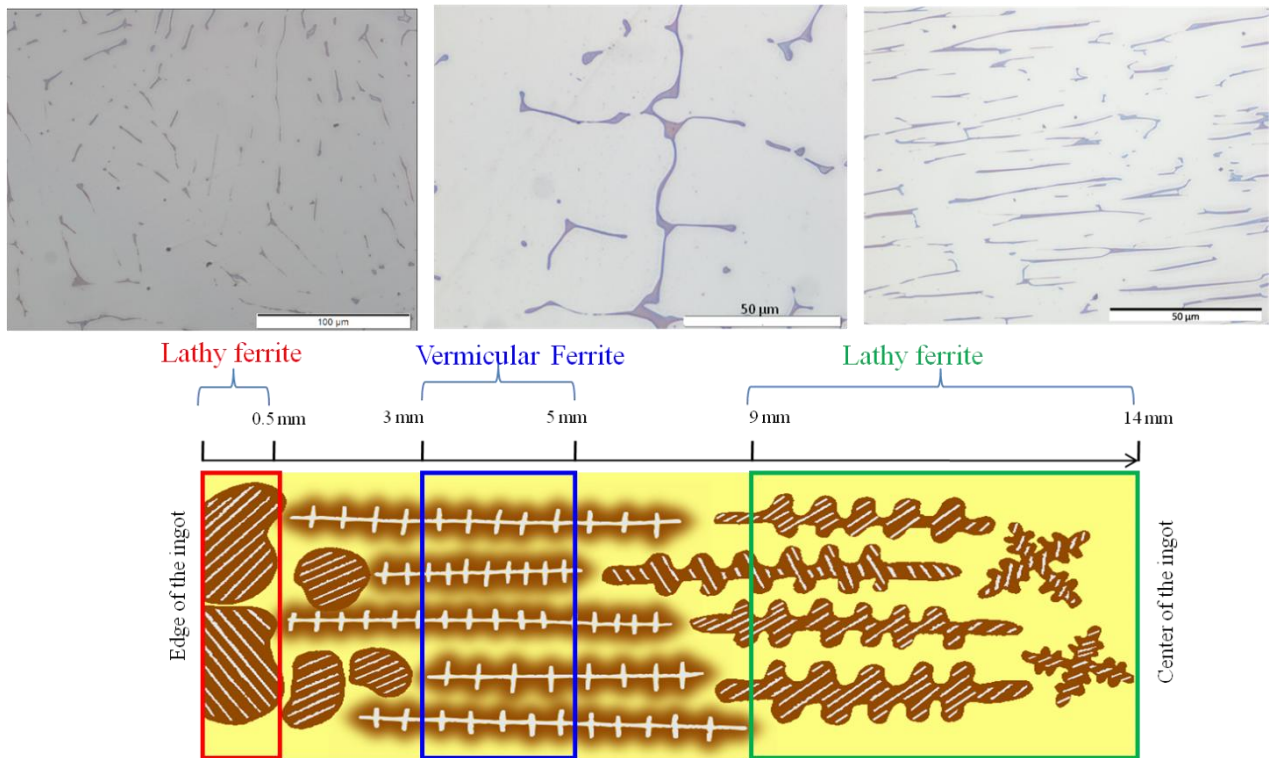 100 µm
50 µm
50 µm
Lathy ferrite
Vermicular Ferrite
Lathy ferrite
0.5 mm
3 mm
5 mm
9 mm
14 mm
Edge of the ingot
Center of the ingot